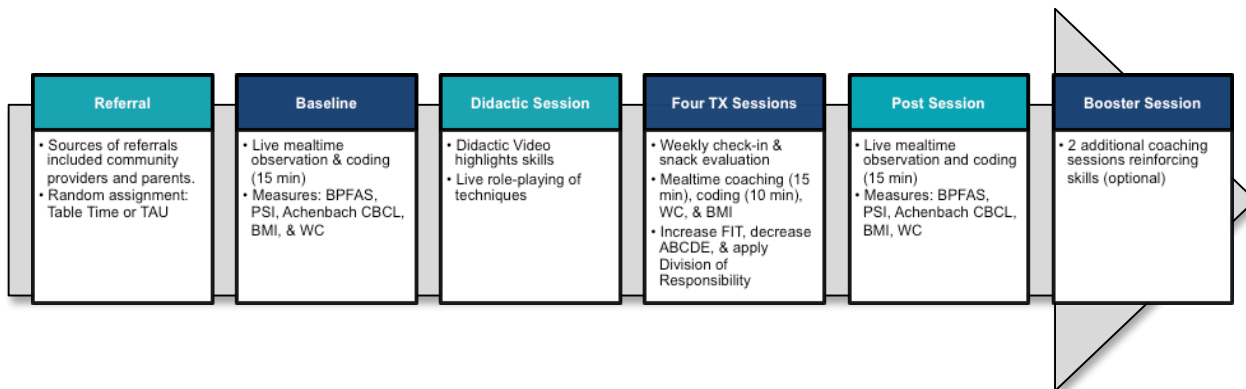 Referral
• Sources of referrals
included community
providers and parents.
• Random assignment:
Table Time or TAU
Baseline
• Live mealtime
observation & coding
(15 min)
• Measures: BPFAS,
PSI, Achenbach CBCL,
BMI, & WC
Didactic Session
• Didactic Video
highlights skills
• Live role-playing of
techniques
Four TX Sessions
• Weekly check-in &
snack evaluation
• Mealtime coaching (15
min), coding (10 min),
WC, & BMI
• Increase FIT, decrease
ABCDE, & apply
Division of
Responsibility
Post Session
• Live mealtime
observation and coding
(15 min)
• Measures: BPFAS,
PSI, Achenbach CBCL,
BMI, WC
Booster Session
• 2 additional coaching
sessions reinforcing
skills (optional)